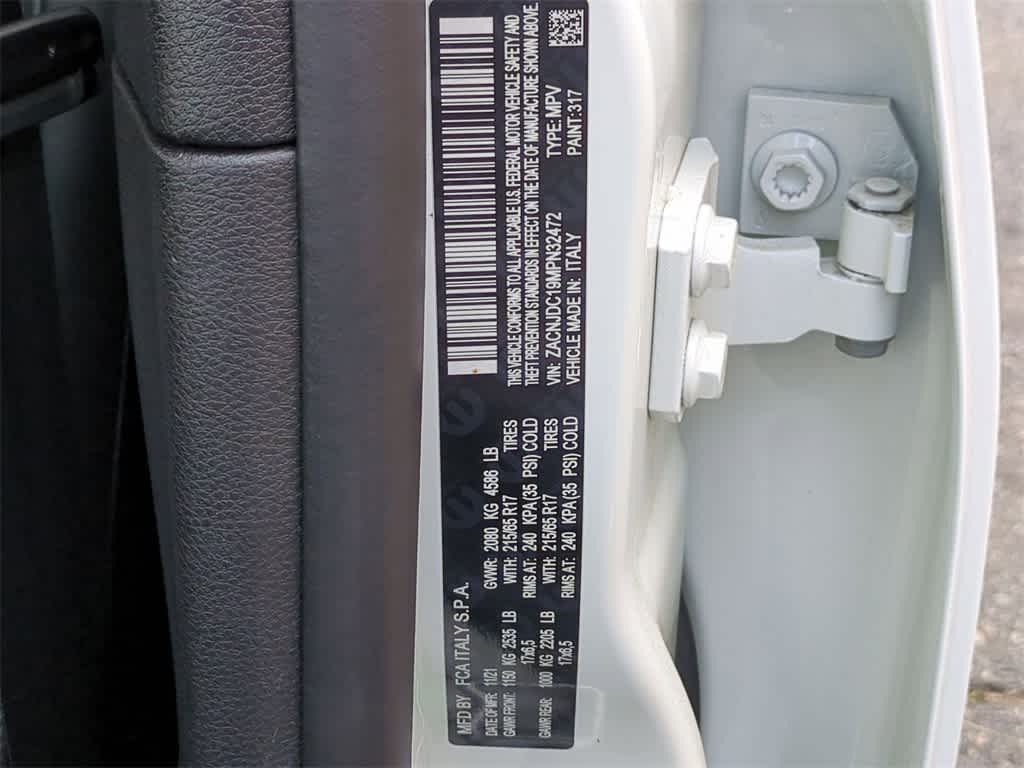 MFD BY FCA ITALY S.P.A.
DATE OF MFR: 11/21 GVWR: 2080 KG 4586 LB
GAWR FRONT: 1150 KG 2535 LB WITH: 215/65 R17 TIRES
17x6,5 RIMS AT: 240 KPA (35 PSI) COLD
GAWR REAR: 1000 KG 2205 LB WITH: 215/65 R17 TIRES
17x6,5 RIMS AT: 240 KPA (35 PSI) COLD
THIS VEHICLE CONFORMS TO ALL APPLICABLE U.S. FEDERAL MOTOR VEHICLE SAFETY AND
THEFT PREVENTION STANDARDS IN EFFECT ON THE DATE OF MANUFACTURE SHOWN ABOVE.
VIN: ZACNJDC19MPN32472 TYPE: MPV
VEHICLE MADE IN: ITALY PAINT: 317